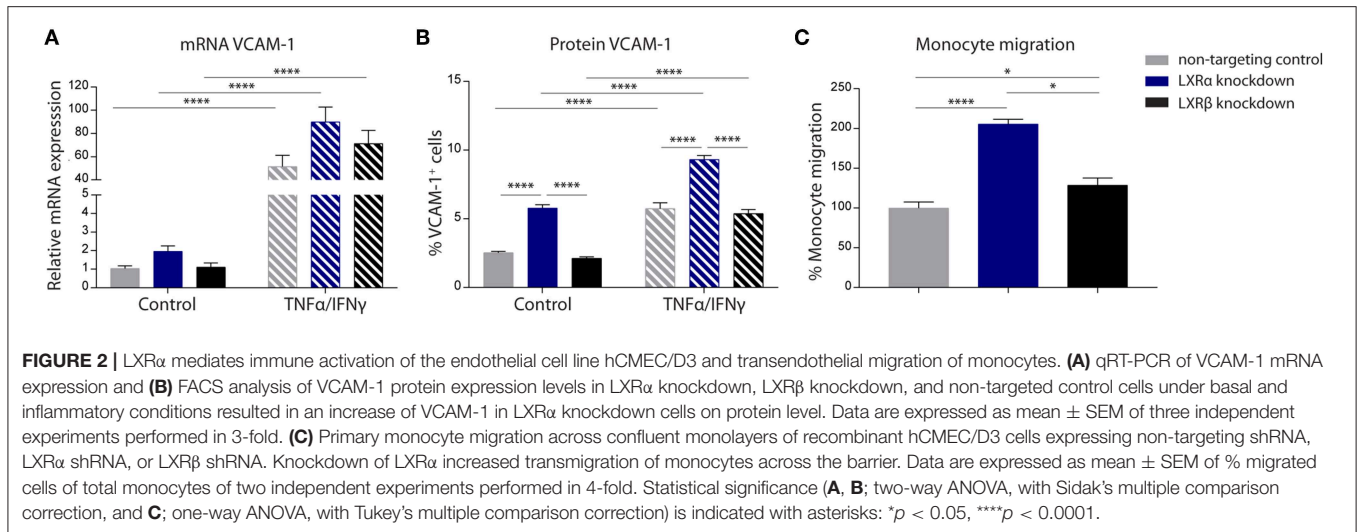 A
mRNA VCAM-1
Relative mRNA expresssion
120
100
80
60
40
4
3
2
1
0
****
****
****
Control
TNFα/IFNγ
B
Protein VCAM-1
% VCAM-1+ cells
15
10
5
0
****
****
****
**** ****
**** ****
Control
TNFα/IFNγ
C
Monocyte migration
% Monocyte migration
250
200
150
100
50
0
*
**** *
non-targeting control
LXRα knockdown
LXRβ knockdown
FIGURE 2 | LXRα mediates immune activation of the endothelial cell line hCMEC/D3 and transendothelial migration of monocytes. (A) qRT-PCR of VCAM-1 mRNA
expression and (B) FACS analysis of VCAM-1 protein expression levels in LXRα knockdown, LXRβ knockdown, and non-targeted control cells under basal and
inflammatory conditions resulted in an increase of VCAM-1 in LXRα knockdown cells on protein level. Data are expressed as mean ± SEM of three independent
experiments performed in 3-fold. (C) Primary monocyte migration across confluent monolayers of recombinant hCMEC/D3 cells expressing non-targeting shRNA,
LXRα shRNA, or LXRβ shRNA. Knockdown of LXRα increased transmigration of monocytes across the barrier. Data are expressed as mean ± SEM of % migrated
cells of total monocytes of two independent experiments performed in 4-fold. Statistical significance (A, B; two-way ANOVA, with Sidak's multiple comparison
correction, and C; one-way ANOVA, with Tukey's multiple comparison correction) is indicated with asterisks: *p < 0.05, ****p < 0.0001.